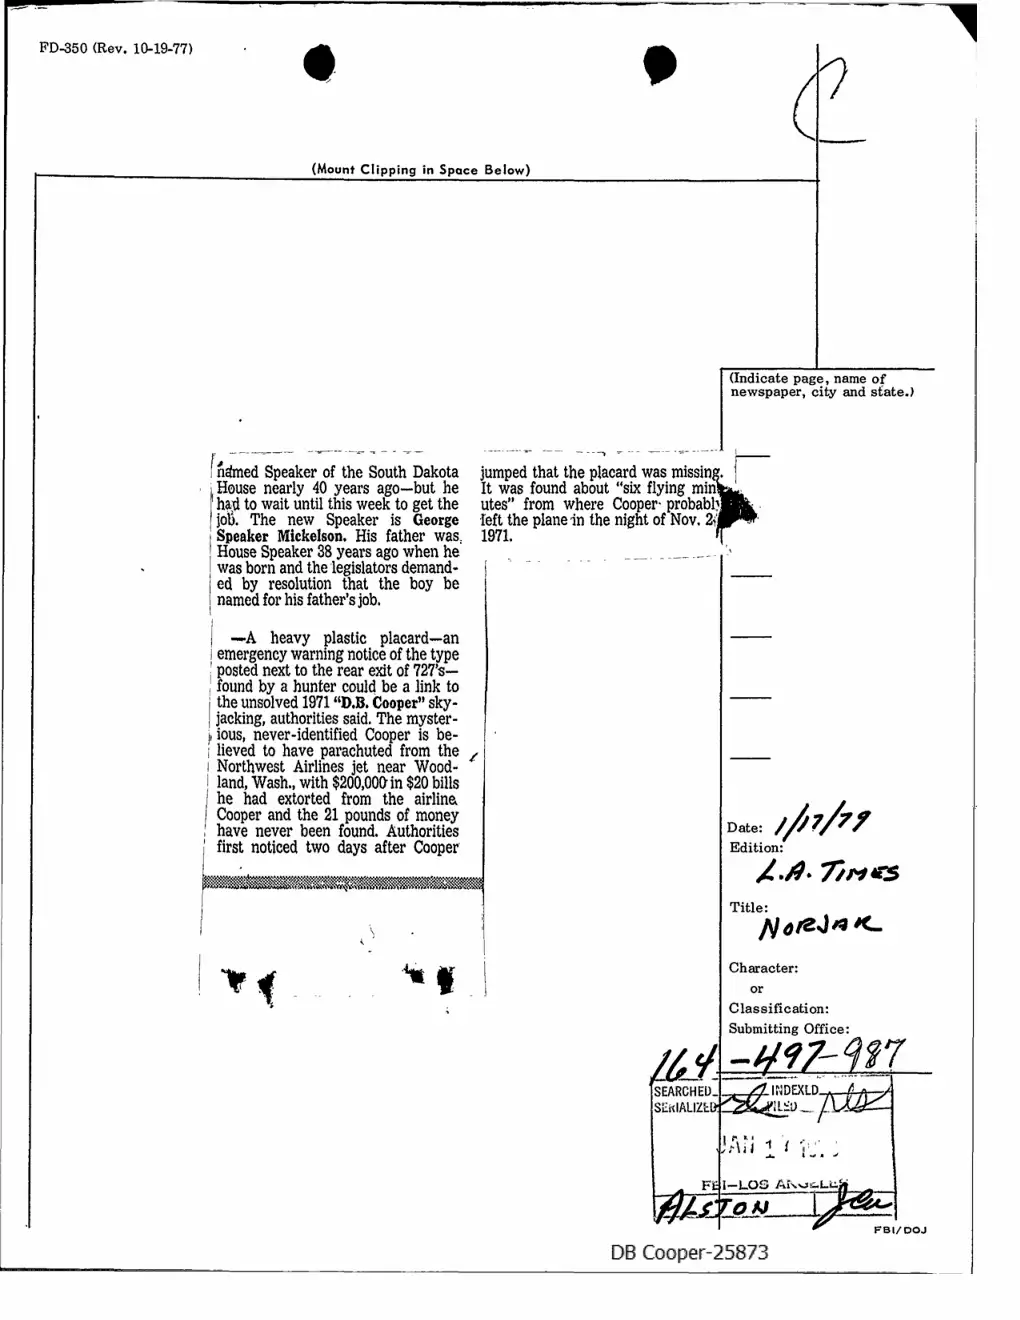 FD-350 (Rev. 10-19-77)
C
(Mount Clipping in Space Below)
(Indicate page, name of
newspaper, city and state.)
named Speaker of the South Dakota
House nearly 40 years ago—but he
had to wait until this week to get the
job. The new Speaker is George
Speaker Mickelson. His father was
House Speaker 38 years ago when he
was born and the legislators demand-
ed by resolution that the boy be
named for his father's job.
—A heavy plastic placard—an
emergency warning notice of the type
posted next to the rear exit of 727's—
found by a hunter could be a link to
the unsolved 1971 "D.B. Cooper" sky-
jacking, authorities said. The myster-
ious, never-identified Cooper is be-
lieved to have parachuted from the
Northwest Airlines jet near Wood-
land, Wash., with $200,000 in $20 bills
he had extorted from the airline.
Cooper and the 21 pounds of money
have never been found. Authorities
first noticed two days after Cooper
jumped that the placard was missing.
It was found about "six flying min
utes" from where Cooper probably
left the plane in the night of Nov. 2
1971.
Date: 1/17/79
Edition:
L.A. TIMES
Title:
NORJAK
Character:
or
Classification:
Submitting Office:
164-497-987
SEARCHED INDEXED
SERIALIZED FILED
JAN 17
FBI—LOS ANGELES
ALSTON
FBI/DOJ
DB Cooper-25873